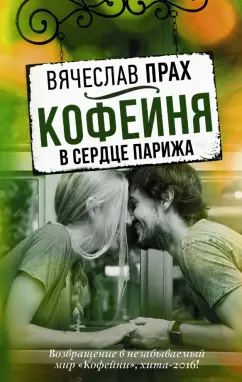 ВЯЧЕСЛАВ ПРАХ
КОФЕЙНЯ
В СЕРДЦЕ ПАРИЖА
Возвращение в незабываемый
мир «Кофейни», хита-2016!